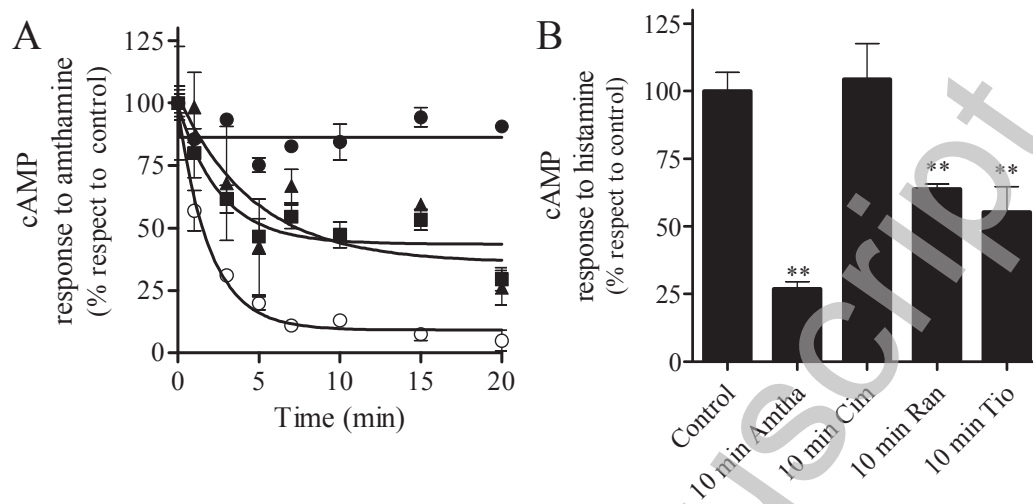 A
cAMP
response to amthamine
(% respect to control)
125
100
75
50
25
0
0
5
10
15
20
Time (min)
B
cAMP
response to histamine
(% respect to control)
125
100
75
50
25
0
**
**
**
Control
10 min Amtha
10 min Cim
10 min Ran
10 min Tio
script